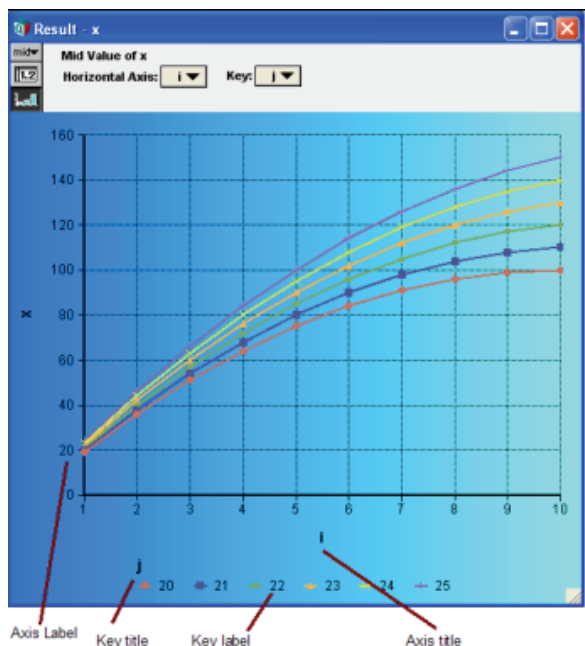 Result - x
mid
Mid Value of x
1.2
Horizontal Axis: i Key: j
160
140
120
100
80
60
40
20
0
x
1 2 3 4 5 6 7 8 9 10
i
j
20 21 22 23 24 25
Axis Label Key title Key label Axis title